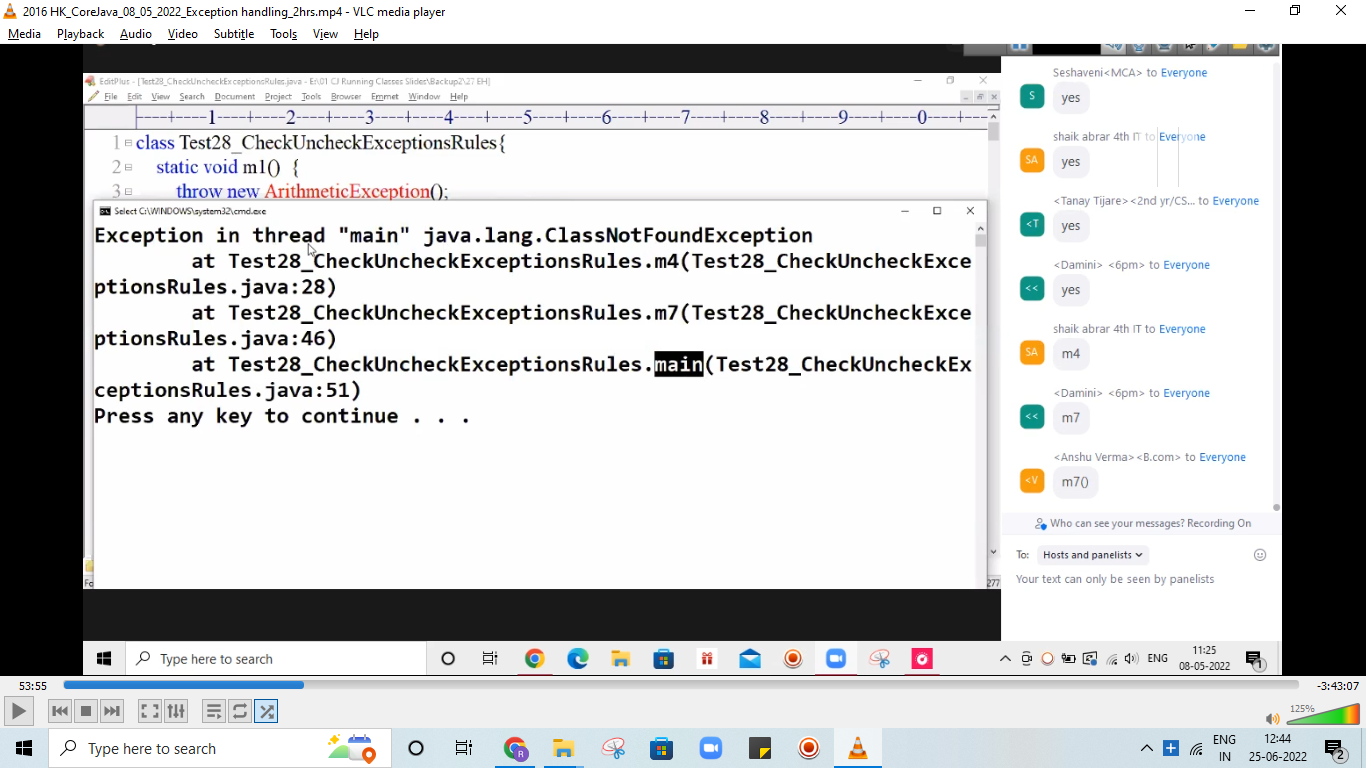 2016 HK_CoreJava_08_05_2022_Exception handling_2hrs.mp4 - VLC media player
Media Playback Audio Video Subtitle Tools View Help
EditPlus - [Test28_CheckUncheckExceptionsRules.java - E:\01 CJ Running Classes Slides\Backup2\27 EH]
File Edit View Search Document Project Tools Browser Emmet Window Help
----+----1----+----2----+----3----+----4----+----5----+----6----+----7----+----8----+----9----+----0----+--
1 class Test28_CheckUncheckExceptionsRules{
2 static void m1() {
3 throw new ArithmeticException();
Select C:\WINDOWS\system32\cmd.exe
Exception in thread "main" java.lang.ClassNotFoundException
at Test28_CheckUncheckExceptionsRules.m4(Test28_CheckUncheckExce
ptionsRules.java:28)
at Test28_CheckUncheckExceptionsRules.m7(Test28_CheckUncheckExce
ptionsRules.java:46)
at Test28_CheckUncheckExceptionsRules.main(Test28_CheckUncheckEx
ceptionsRules.java:51)
Press any key to continue . . .
277
Seshaveni<MCA> to Everyone
S
yes
shaik abrar 4th IT to Everyone
SA
yes
<Tanay Tijare><2nd yr/CS... to Everyone
<T
yes
<Damini> <6pm> to Everyone
<<
yes
shaik abrar 4th IT to Everyone
SA
m4
<Damini> <6pm> to Everyone
<<
m7
<Anshu Verma><B.com> to Everyone
<V
m7()
Who can see your messages? Recording On
To: Hosts and panelists
Your text can only be seen by panelists
Type here to search
ENG
11:25
08-05-2022
1
53:55
-3:43:07
125%
Type here to search
R
ENG
IN
12:44
25-06-2022
2